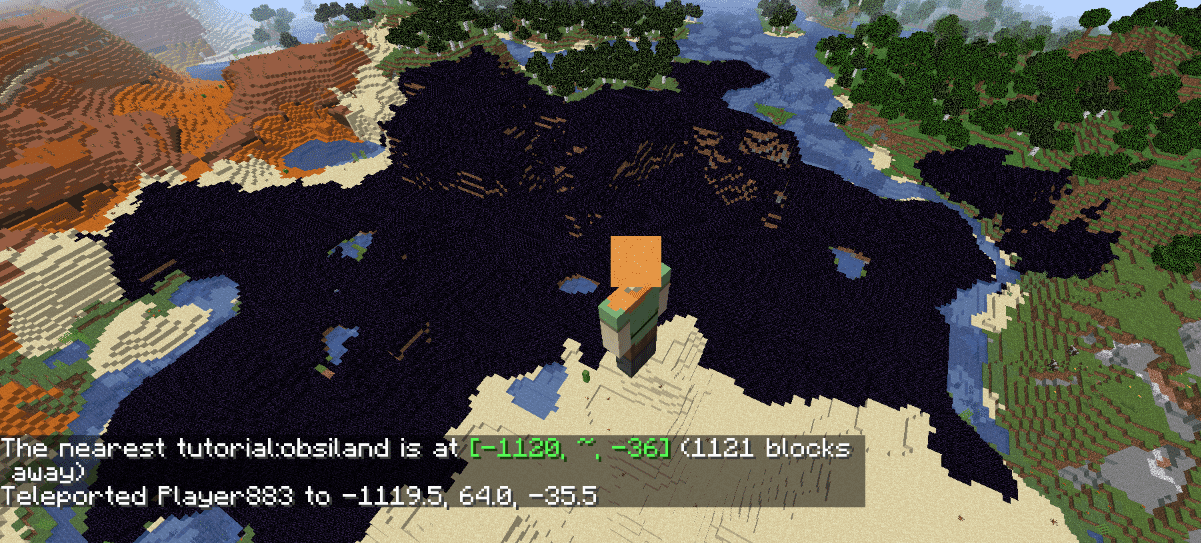 The nearest tutorial:obsiland is at [-1120, ~, -36] (1121 blocks
away)
Teleported Player883 to -1119.5, 64.0, -35.5